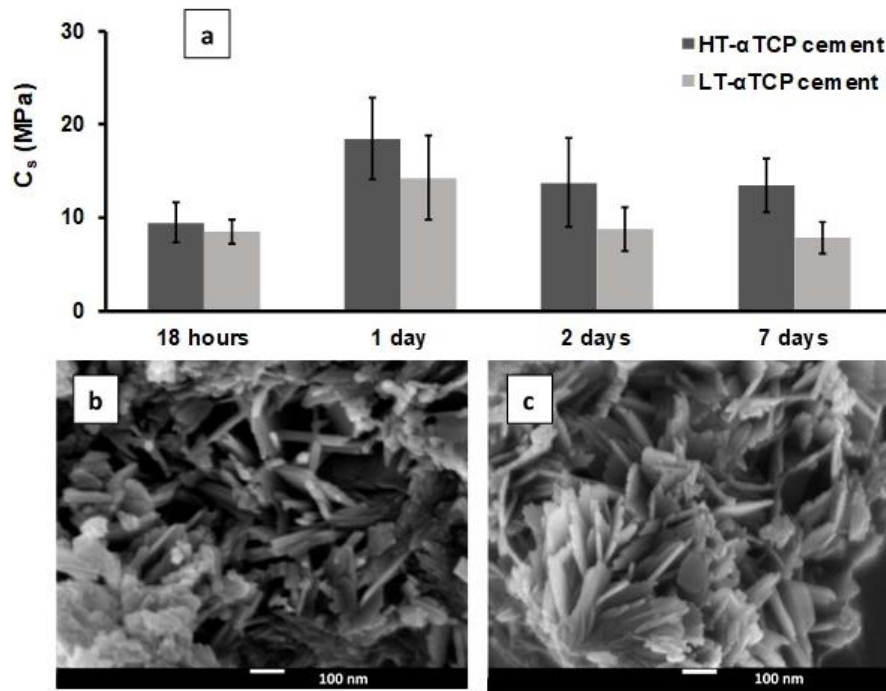 30
a
HT-αTCP cement
LT-αTCP cement
20
Cs (MPa)
10
0
18 hours
1 day
2 days
7 days
b
c
100 nm
100 nm